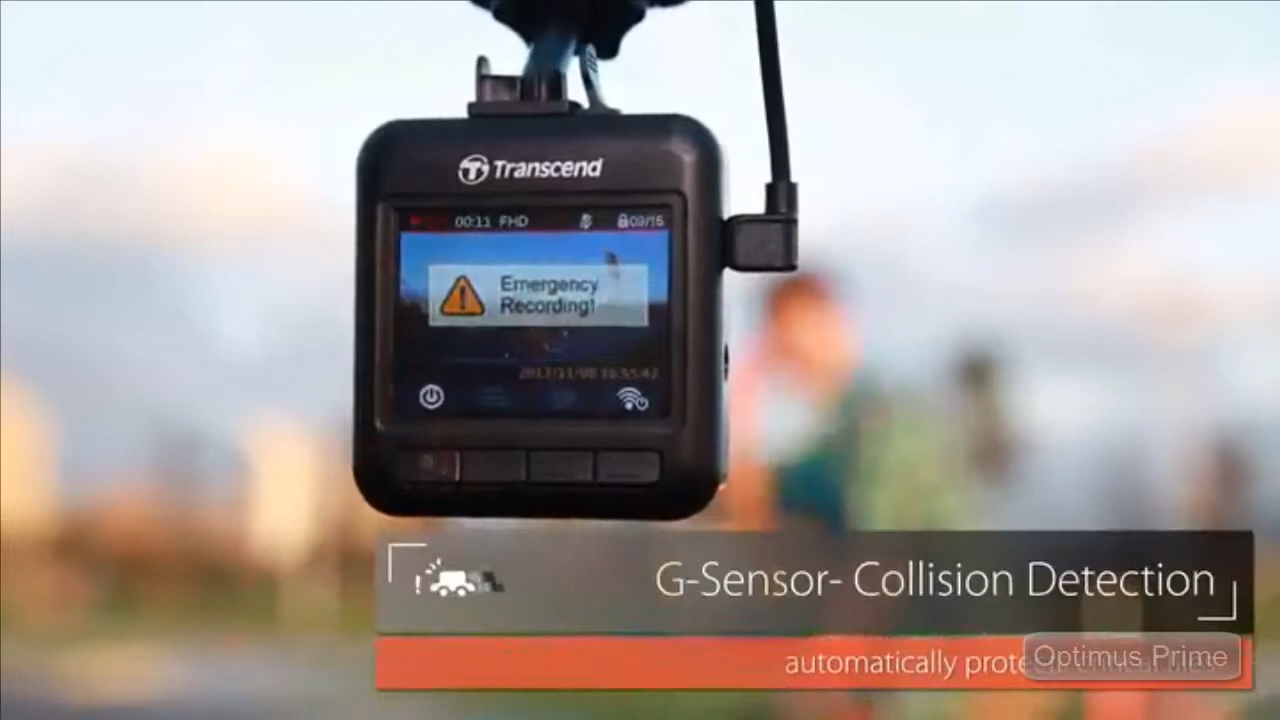 Transcend
00:11 FHD 09/15
Emergency
Recording!
G-Sensor- Collision Detection
automatically
Optimus Prime